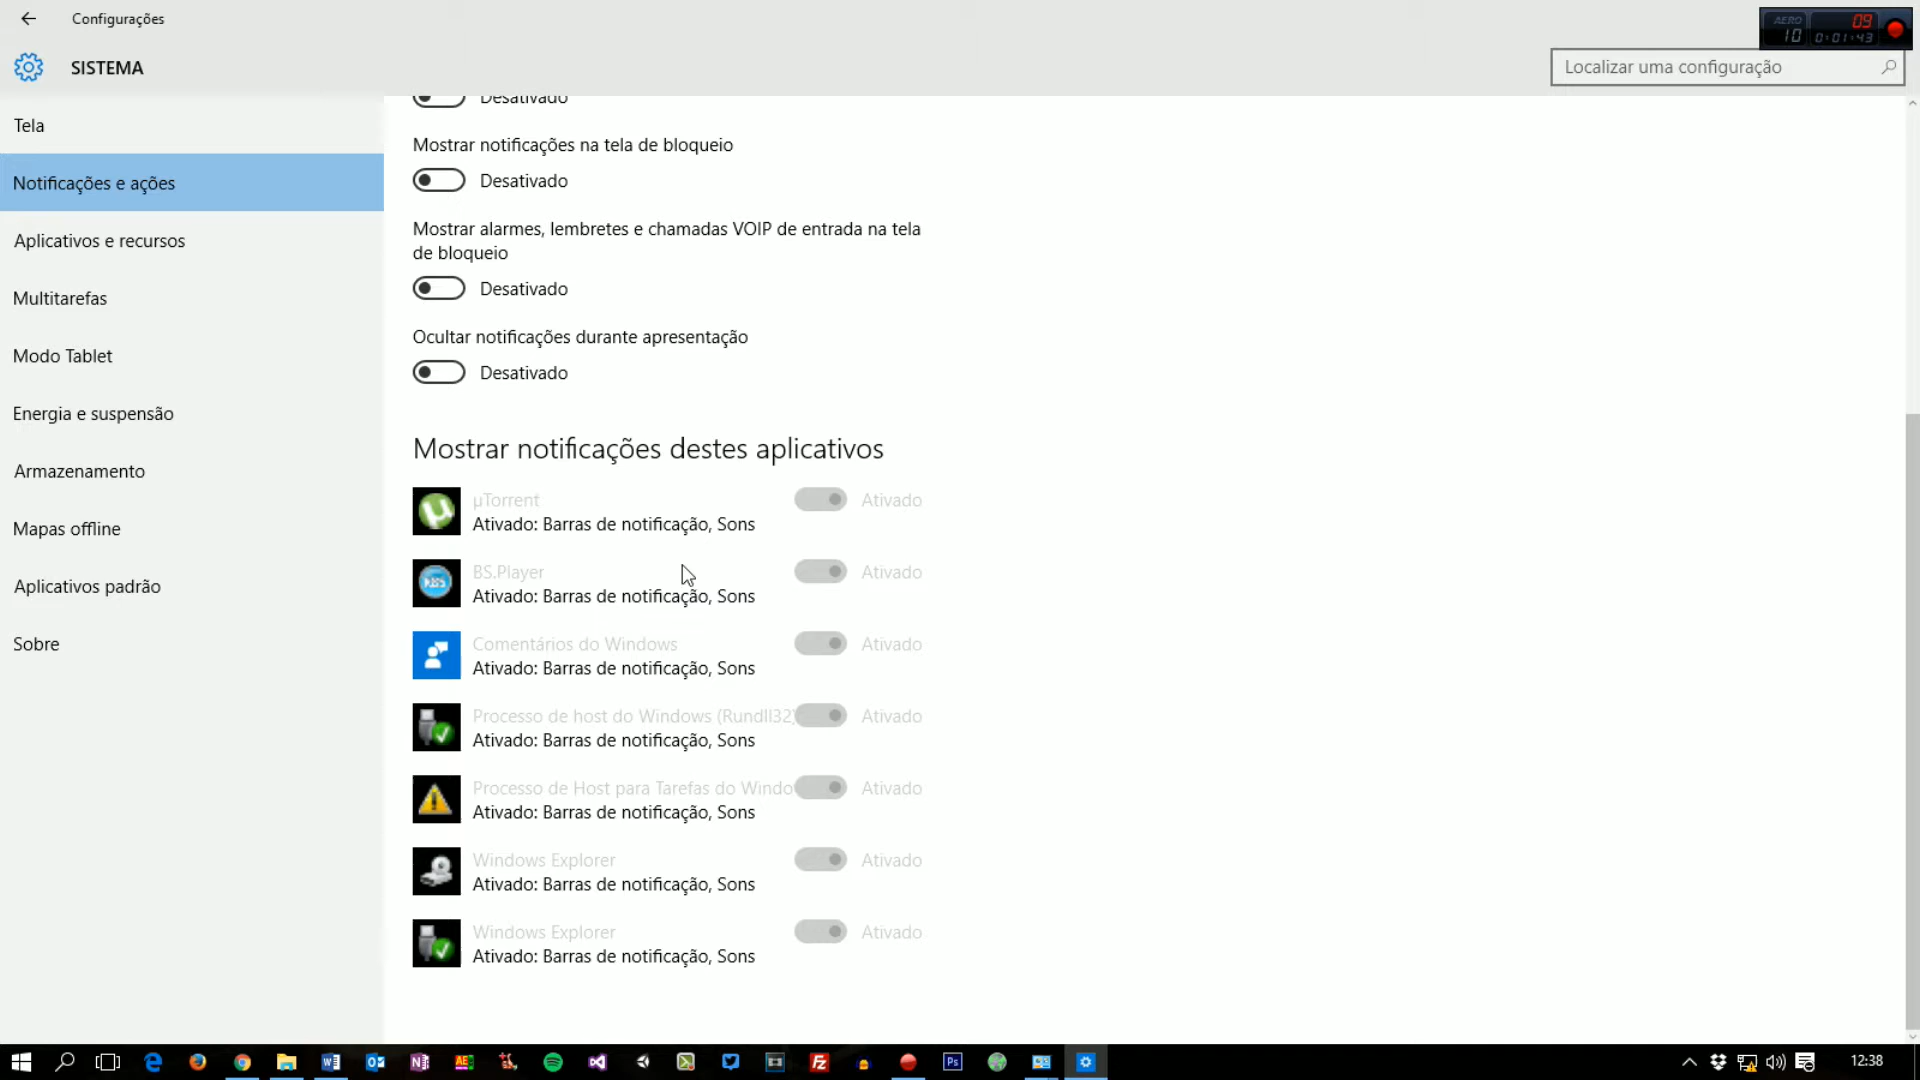 Configurações
AERO
10
09
0:01:43
SISTEMA
Localizar uma configuração
Tela
Notificações e ações
Aplicativos e recursos
Multitarefas
Modo Tablet
Energia e suspensão
Armazenamento
Mapas offline
Aplicativos padrão
Sobre
Desativado
Mostrar notificações na tela de bloqueio
Desativado
Mostrar alarmes, lembretes e chamadas VOIP de entrada na tela
de bloqueio
Desativado
Ocultar notificações durante apresentação
Desativado
Mostrar notificações destes aplicativos
µTorrent
Ativado
Ativado: Barras de notificação, Sons
BS.Player
Ativado
Ativado: Barras de notificação, Sons
Comentários do Windows
Ativado
Ativado: Barras de notificação, Sons
Processo de host do Windows (Rundll32)
Ativado
Ativado: Barras de notificação, Sons
Processo de Host para Tarefas do Windo
Ativado
Ativado: Barras de notificação, Sons
Windows Explorer
Ativado
Ativado: Barras de notificação, Sons
Windows Explorer
Ativado
Ativado: Barras de notificação, Sons
12:38